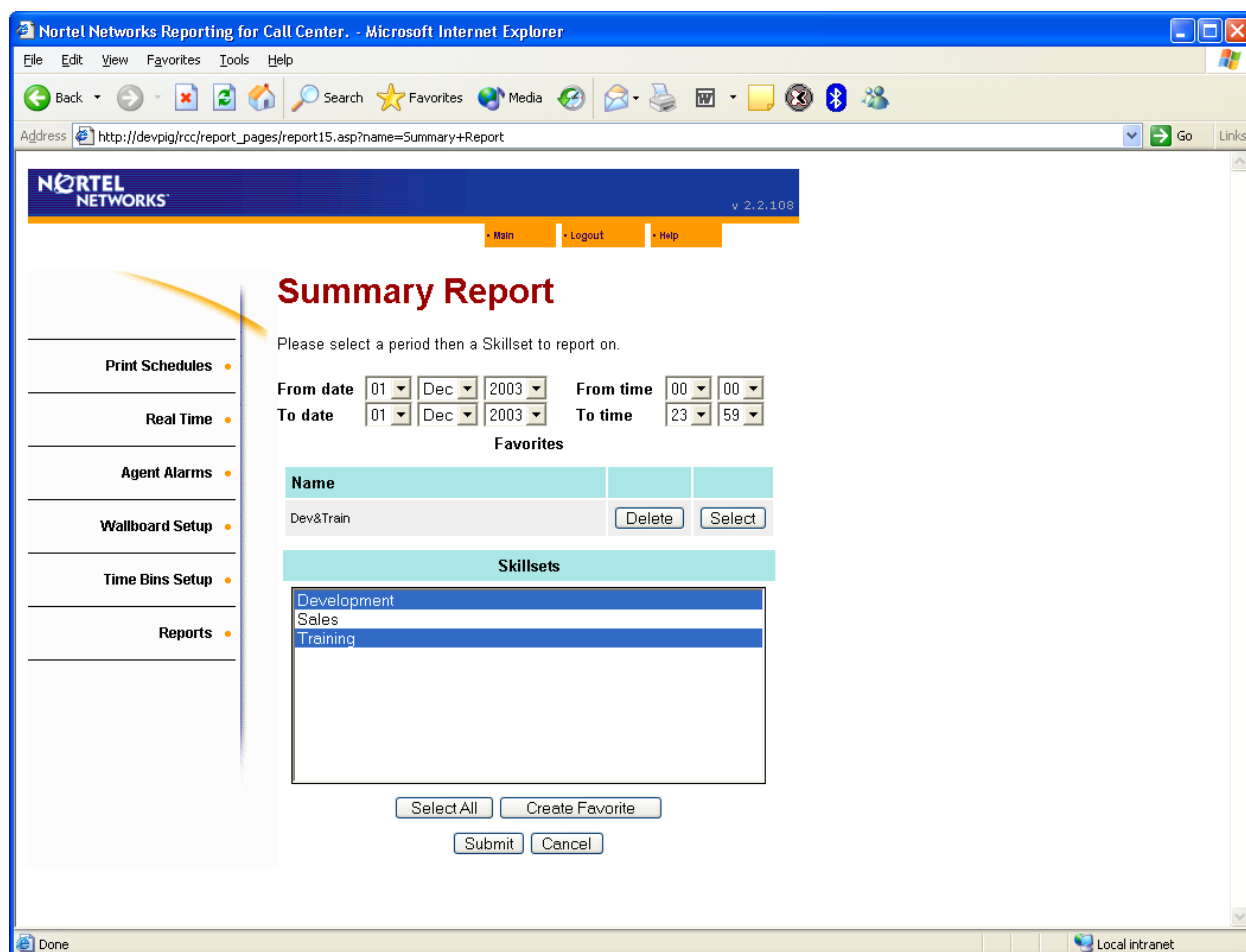 Nortel Networks Reporting for Call Center. - Microsoft Internet Explorer
File Edit View Favorites Tools Help
Back Search Favorites Media
Address http://devpig/rcc/report_pages/report15.asp?name=Summary+Report Go Links
NORTEL
NETWORKS
v 2.2.108
• Main • Logout • Help
Summary Report
Please select a period then a Skillset to report on.
Print Schedules
Real Time
Agent Alarms
Wallboard Setup
Time Bins Setup
Reports
From date 01 Dec 2003 From time 00 00
To date 01 Dec 2003 To time 23 59
Favorites
Name
Dev&Train Delete Select
Skillsets
Development
Sales
Training
Select All Create Favorite
Submit Cancel
Done Local intranet